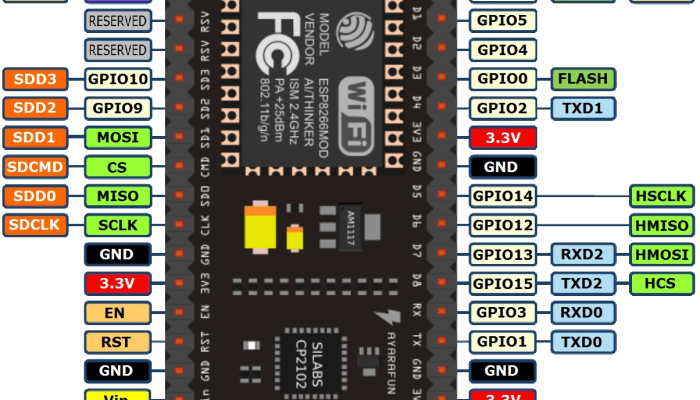 RESERVED RSV D1 GPIO5
RESERVED RSV D2 GPIO4
SDD3 GPIO10 SD3 D3 GPIO0 FLASH
SDD2 GPIO9 SD2 D4 GPIO2 TXD1
SDD1 MOSI SD1 3V3 3.3V
SDCMD CS CMD GND GND
SDD0 MISO SD0 D5 GPIO14 HSCLK
SDCLK SCLK CLK D6 GPIO12 HMISO
GND GND D7 GPIO13 RXD2 HMOSI
3.3V 3V3 D8 GPIO15 TXD2 HCS
EN EN RX GPIO3 RXD0
RST RST TX GPIO1 TXD0
GND GND GND GND
Vin 3V 3.3V
MODEL ESP8266MOD
VENDOR AI/THINKER
ISM 2.4GHz
PA +25dBm
802.11b/g/n
FC
Wi Fi
AM1117
SILABS
CP2102
AYARAFUN